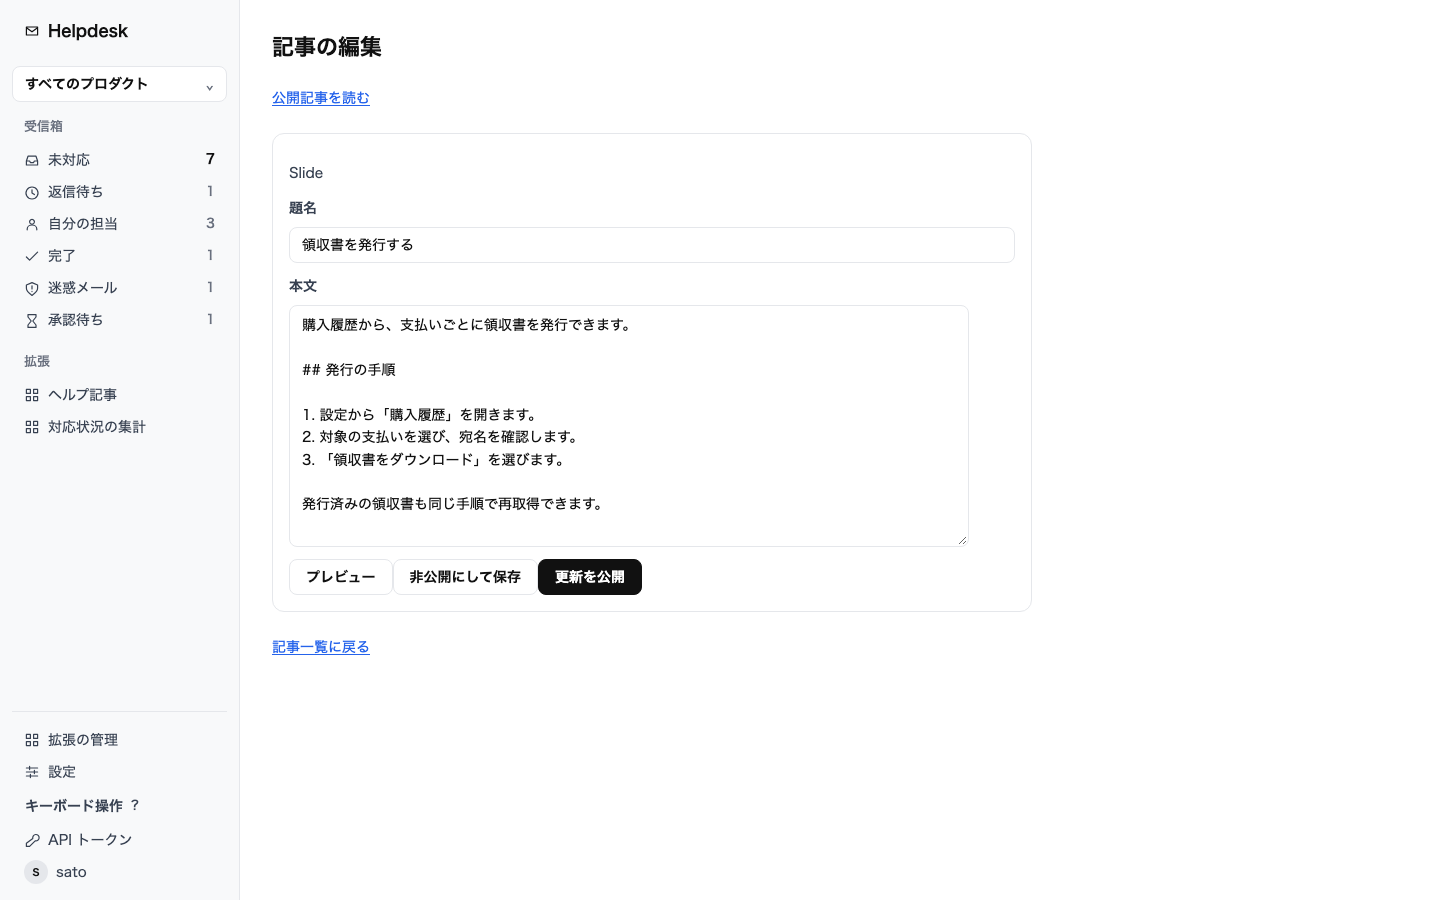 Helpdesk
すべてのプロダクト
受信箱
未対応 7
返信待ち 1
自分の担当 3
完了 1
迷惑メール 1
承認待ち 1
拡張
ヘルプ記事
対応状況の集計
拡張の管理
設定
キーボード操作 ?
API トークン
S sato
記事の編集
公開記事を読む
Slide
題名
領収書を発行する
本文
購入履歴から、支払いごとに領収書を発行できます。
## 発行の手順
1. 設定から「購入履歴」を開きます。
2. 対象の支払いを選び、宛名を確認します。
3. 「領収書をダウンロード」を選びます。
発行済みの領収書も同じ手順で再取得できます。
プレビュー 非公開にして保存 更新を公開
記事一覧に戻る